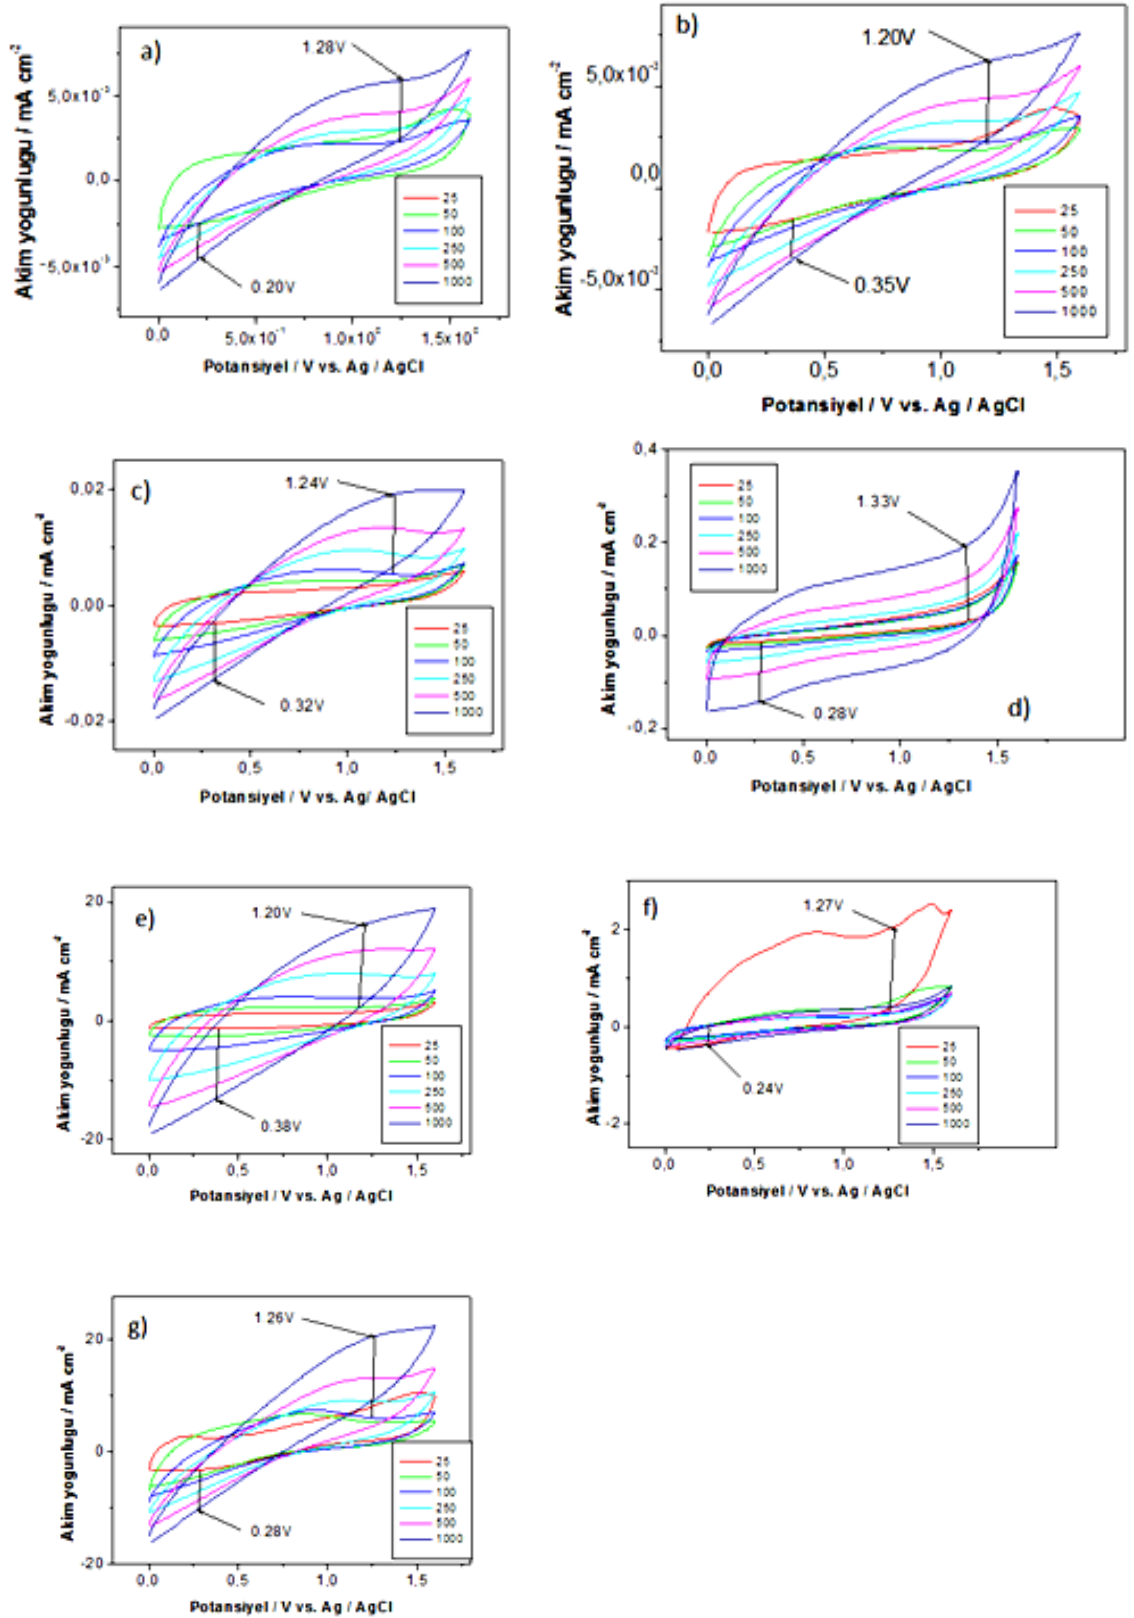 a)
1.28V
5,0x10⁻³
0,0
-5,0x10⁻³
0.20V
25
50
100
250
500
1000
0,0 5,0x10⁻¹ 1,0x10⁰ 1,5x10⁰
Akim yogunlugu / mA cm⁻²
Potansiyel / V vs. Ag / AgCl
b)
1.20V
5,0x10⁻²
0,0
-5,0x10⁻²
0.35V
25
50
100
250
500
1000
0,0 0,5 1,0 1,5
Akim yogunlugu / mA cm⁻²
Potansiyel / V vs. Ag / AgCl
c)
1.24V
0.02
0.00
-0.02
0.32V
25
50
100
250
500
1000
0,0 0,5 1,0 1,5
Akim yogunlugu / mA cm⁻²
Potansiyel / V vs. Ag/ AgCl
0,4
0,2
0,0
-0,2
25
50
100
250
500
1000
1.33V
0.28V
d)
0,0 0,5 1,0 1,5
Akim yogunlugu / mA cm⁻²
Potansiyel / V vs. Ag / AgCl
e)
1.20V
20
0
-20
0.38V
25
50
100
250
500
1000
0,0 0,5 1,0 1,5
Akim yogunlugu / mA cm⁻²
Potansiyel / V vs. Ag / AgCl
f)
1.27V
2
0
-2
0.24V
25
50
100
250
500
1000
0,0 0,5 1,0 1,5
Akim yogunlugu / mA cm⁻²
Potansiyel / V vs. Ag / AgCl
g)
1.26V
20
10
0
-10
-20
0.28V
25
50
100
250
500
1000
0,0 0,5 1,0 1,5
Akim yogunlugu / mA cm⁻²
Potansiyel / V vs. Ag / AgCl